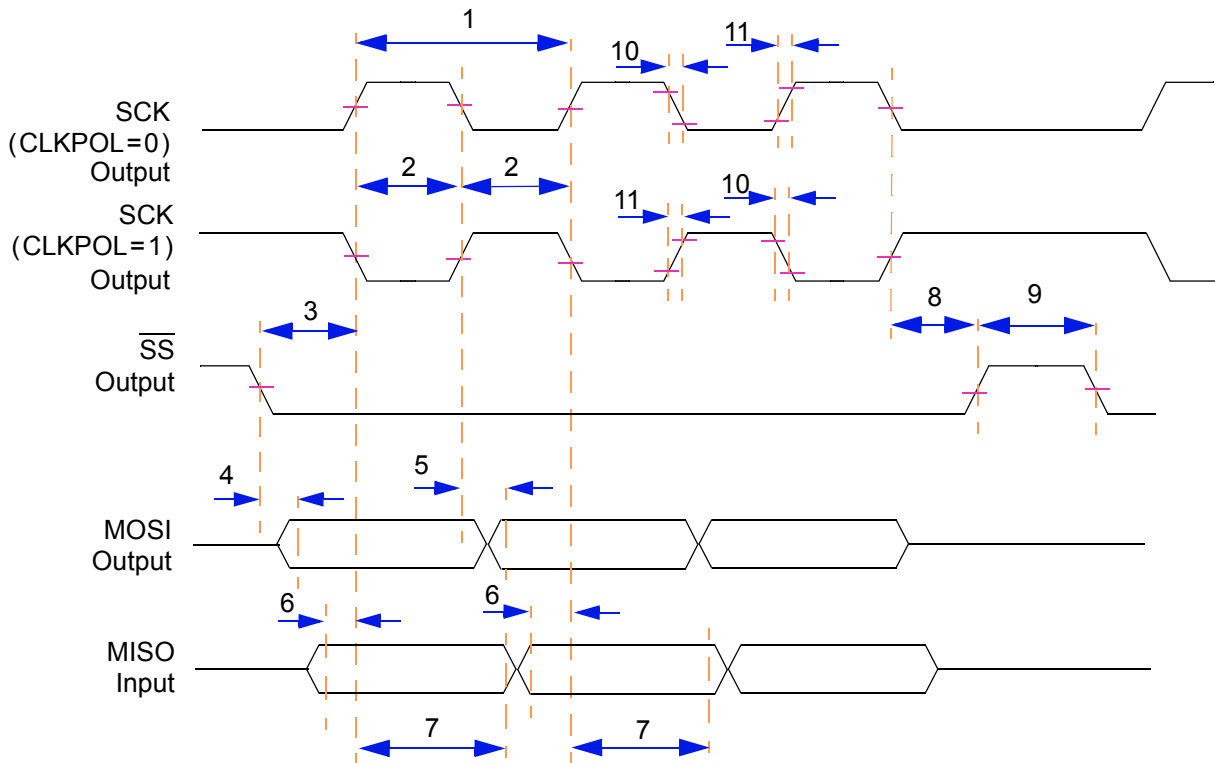 1
10
11
SCK
(CLKPOL=0)
Output
2
2
SCK
(CLKPOL=1)
Output
11
10
3
8
9
SS
Output
4
5
MOSI
Output
6
6
MISO
Input
7
7